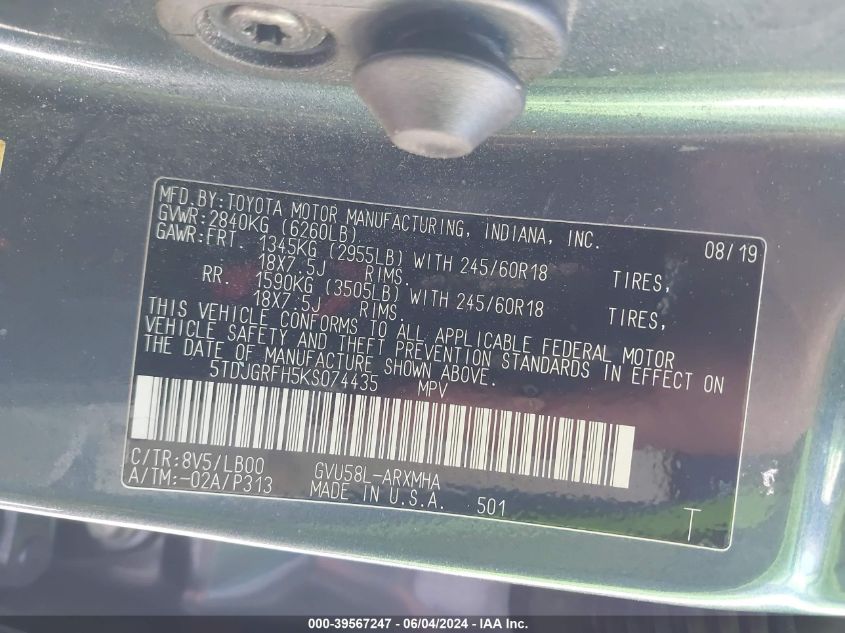 MFD.BY:TOYOTA MOTOR MANUFACTURING, INDIANA, INC. 08/19
GVWR:2840KG (6260LB)
GAWR:FRT. 1345KG (2955LB) WITH 245/60R18 TIRES,
18X7.5J RIMS.
RR. 1590KG (3505LB) WITH 245/60R18 TIRES,
18X7.5J RIMS.
THIS VEHICLE CONFORMS TO ALL APPLICABLE FEDERAL MOTOR
VEHICLE SAFETY AND THEFT PREVENTION STANDARDS IN EFFECT ON
THE DATE OF MANUFACTURE SHOWN ABOVE.
5TDJGRFH5KS074435 MPV
C/TR:8V5/LB00 GVU58L-ARXMHA
A/TM:-02A/P313 MADE IN U.S.A. 501 T
000-39567247 - 06/04/2024 - IAA Inc.